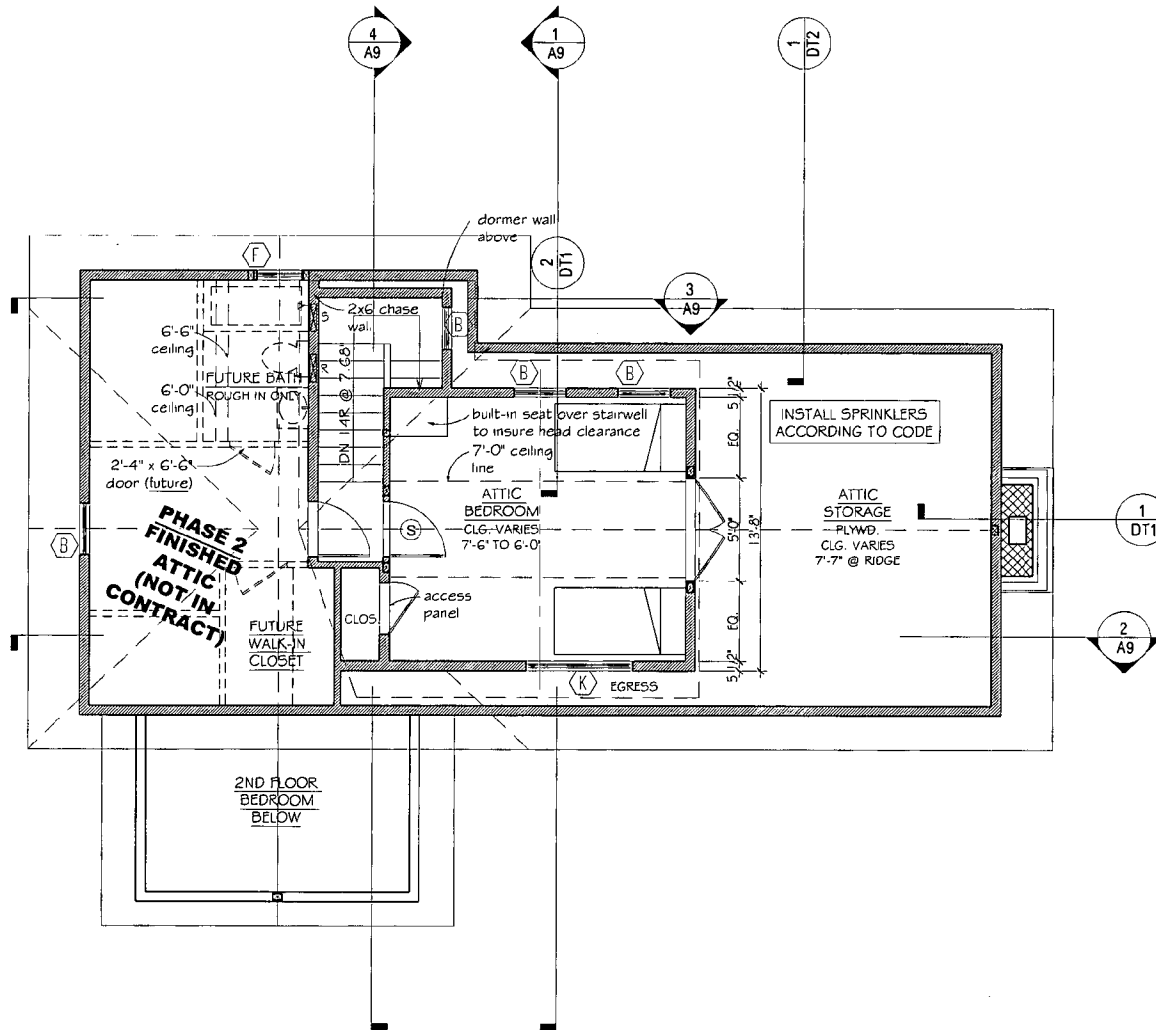 4
A9
1
A9
1
DT2
dormer wall
above
2
DT1
F
3
A9
2x6 chase
wall
B
6'-6"
ceiling
S
6'-0"
ceiling
FUTURE BATH
ROUGH IN ONLY
DN 14R @ 7.68"
B
B
5 1/2"
built-in seat over stairwell
to insure head clearance
7'-0" ceiling
line
EQ.
INSTALL SPRINKLERS
ACCORDING TO CODE
2'-4" x 6'-6"
door (future)
ATTIC
BEDROOM
CLG. VARIES
7'-6" TO 6'-0"
S
5'0"
13'-8"
ATTIC
STORAGE
PLYWD.
CLG. VARIES
7'-7" @ RIDGE
1
DT1
B
PHASE 2
FINISHED
ATTIC
(NOT IN
CONTRACT)
access
panel
CLOS.
FUTURE
WALK-IN
CLOSET
EQ.
2
A9
5 1/2"
K
EGRESS
2ND FLOOR
BEDROOM
BELOW